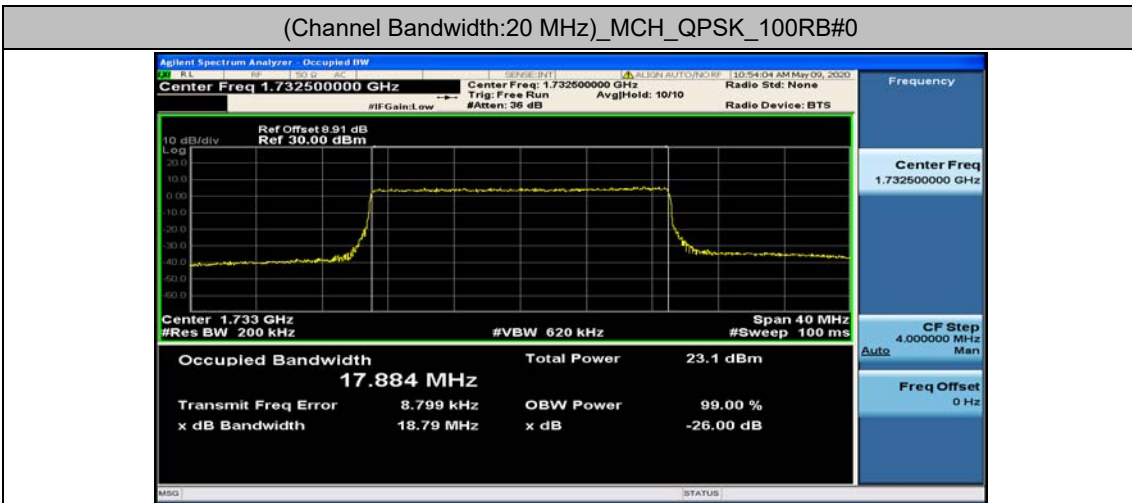 (Channel Bandwidth:20 MHz)_MCH_QPSK_100RB#0
Agilent Spectrum Analyzer - Occupied BW
RL RF 50 Ω AC SENSE:INT ALIGN AUTO/NO RF 10:54:04 AM May 09, 2020
Center Freq 1.732500000 GHz
Center Freq: 1.732500000 GHz Radio Std: None
Trig: Free Run Avg|Hold: 10/10
#IFGain:Low #Atten: 36 dB Radio Device: BTS
Frequency
Ref Offset 8.91 dB
10 dB/div Ref 30.00 dBm
Log
20.0
10.0
0.00
-10.0
-20.0
-30.0
-40.0
-50.0
-60.0
Center 1.733 GHz Span 40 MHz
#Res BW 200 kHz #VBW 620 kHz #Sweep 100 ms
Occupied Bandwidth Total Power 23.1 dBm
17.884 MHz
Transmit Freq Error 8.799 kHz OBW Power 99.00 %
x dB Bandwidth 18.79 MHz x dB -26.00 dB
Center Freq
1.732500000 GHz
CF Step
4.000000 MHz
Auto Man
Freq Offset
0 Hz
MSG STATUS